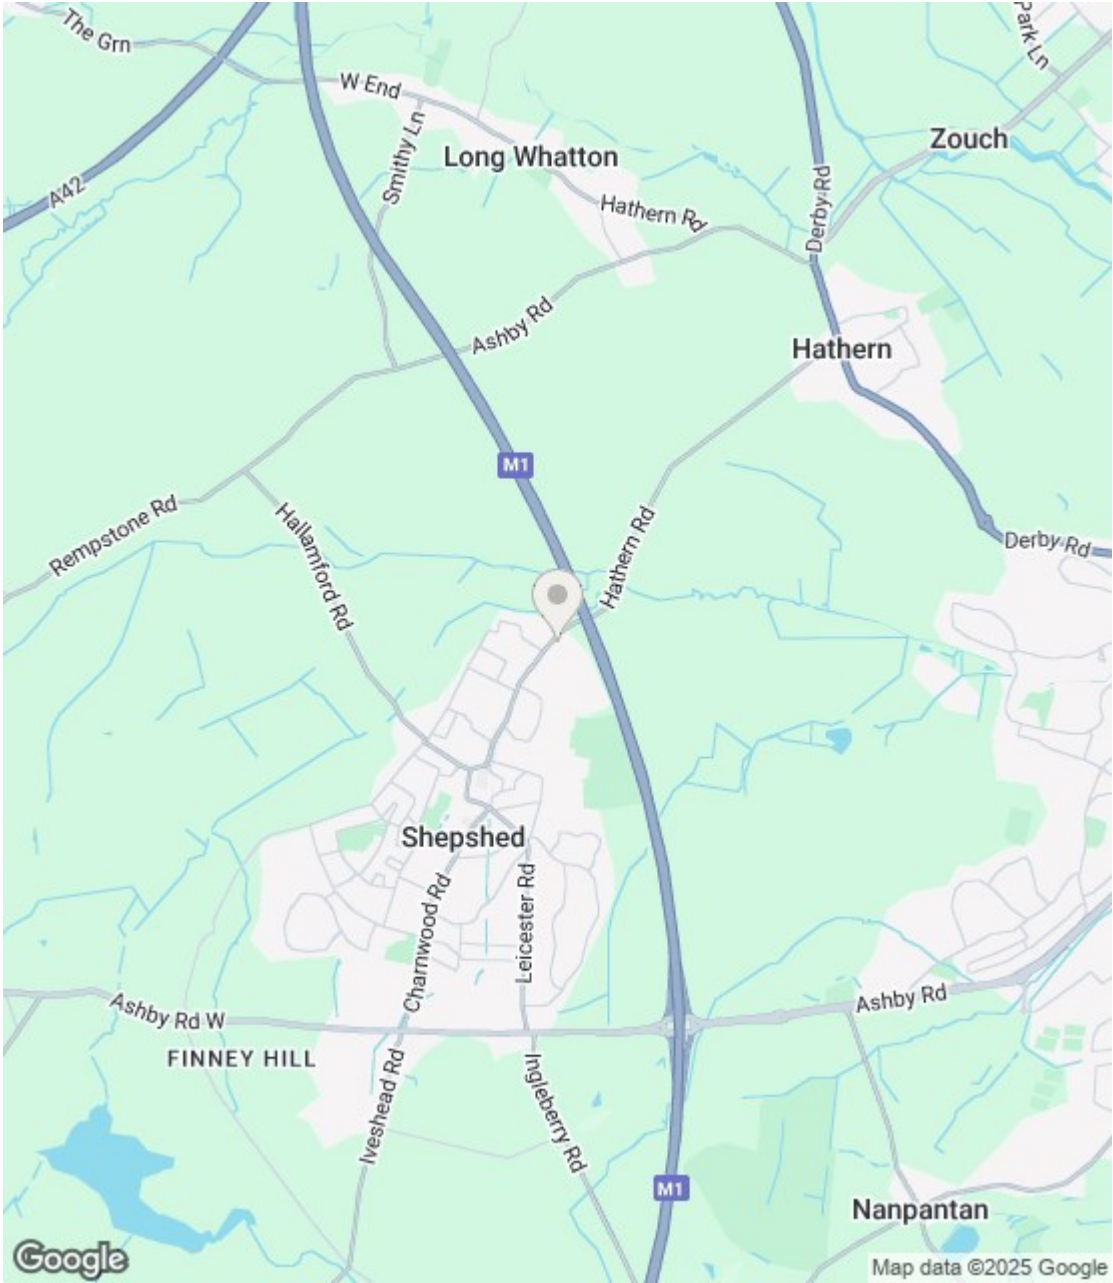 The Grn
Park Ln
W End
Zouch
Smithy Ln
Long Whatton
A42
Derby Rd
Hathern Rd
Ashby Rd
Hathern
M1
Rempstone Rd
Hallamford Rd
Hathern Rd
Derby Rd
Shepshed
Charnwood Rd
Leicester Rd
Ashby Rd W
Ashby Rd
FINNEY HILL
Iveshead Rd
Ingleberry Rd
M1
Nanpantan
Google
Map data ©2025 Google